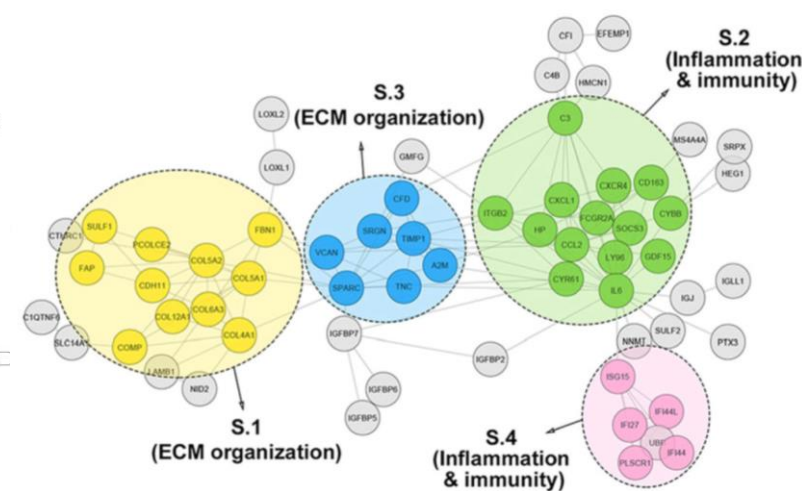 CFI
EFEMP1
S.2
(Inflammation
& immunity)
C4B
HMCN1
S.3
(ECM organization)
LOXL2
C3
GMFG
MS4A4A
SRPX
HEG1
LOXL1
CXCR4
CD163
CFD
CXCL1
ITGB2
FCGR2A
CYBB
SULF1
FBN1
SRGN
TIMP1
HP
SOCS3
PCOLCE2
CCL2
VCAN
LY96
GDF15
FAP
COL5A2
A2M
COL5A1
CYR61
CDH11
SPARC
TNC
IL6
IGLL1
IGJ
COL12A1
COL6A3
C1QTNF6
COL4A1
IGFBP7
SULF2
NNMT
PTX3
SLC14A1
COMP
IGFBP2
LAMB1
NID2
ISG15
IGFBP6
IFI44L
IGFBP5
IFI27
S.1
(ECM organization)
S.4
(Inflammation
& immunity)
IFI44
PLSCR1